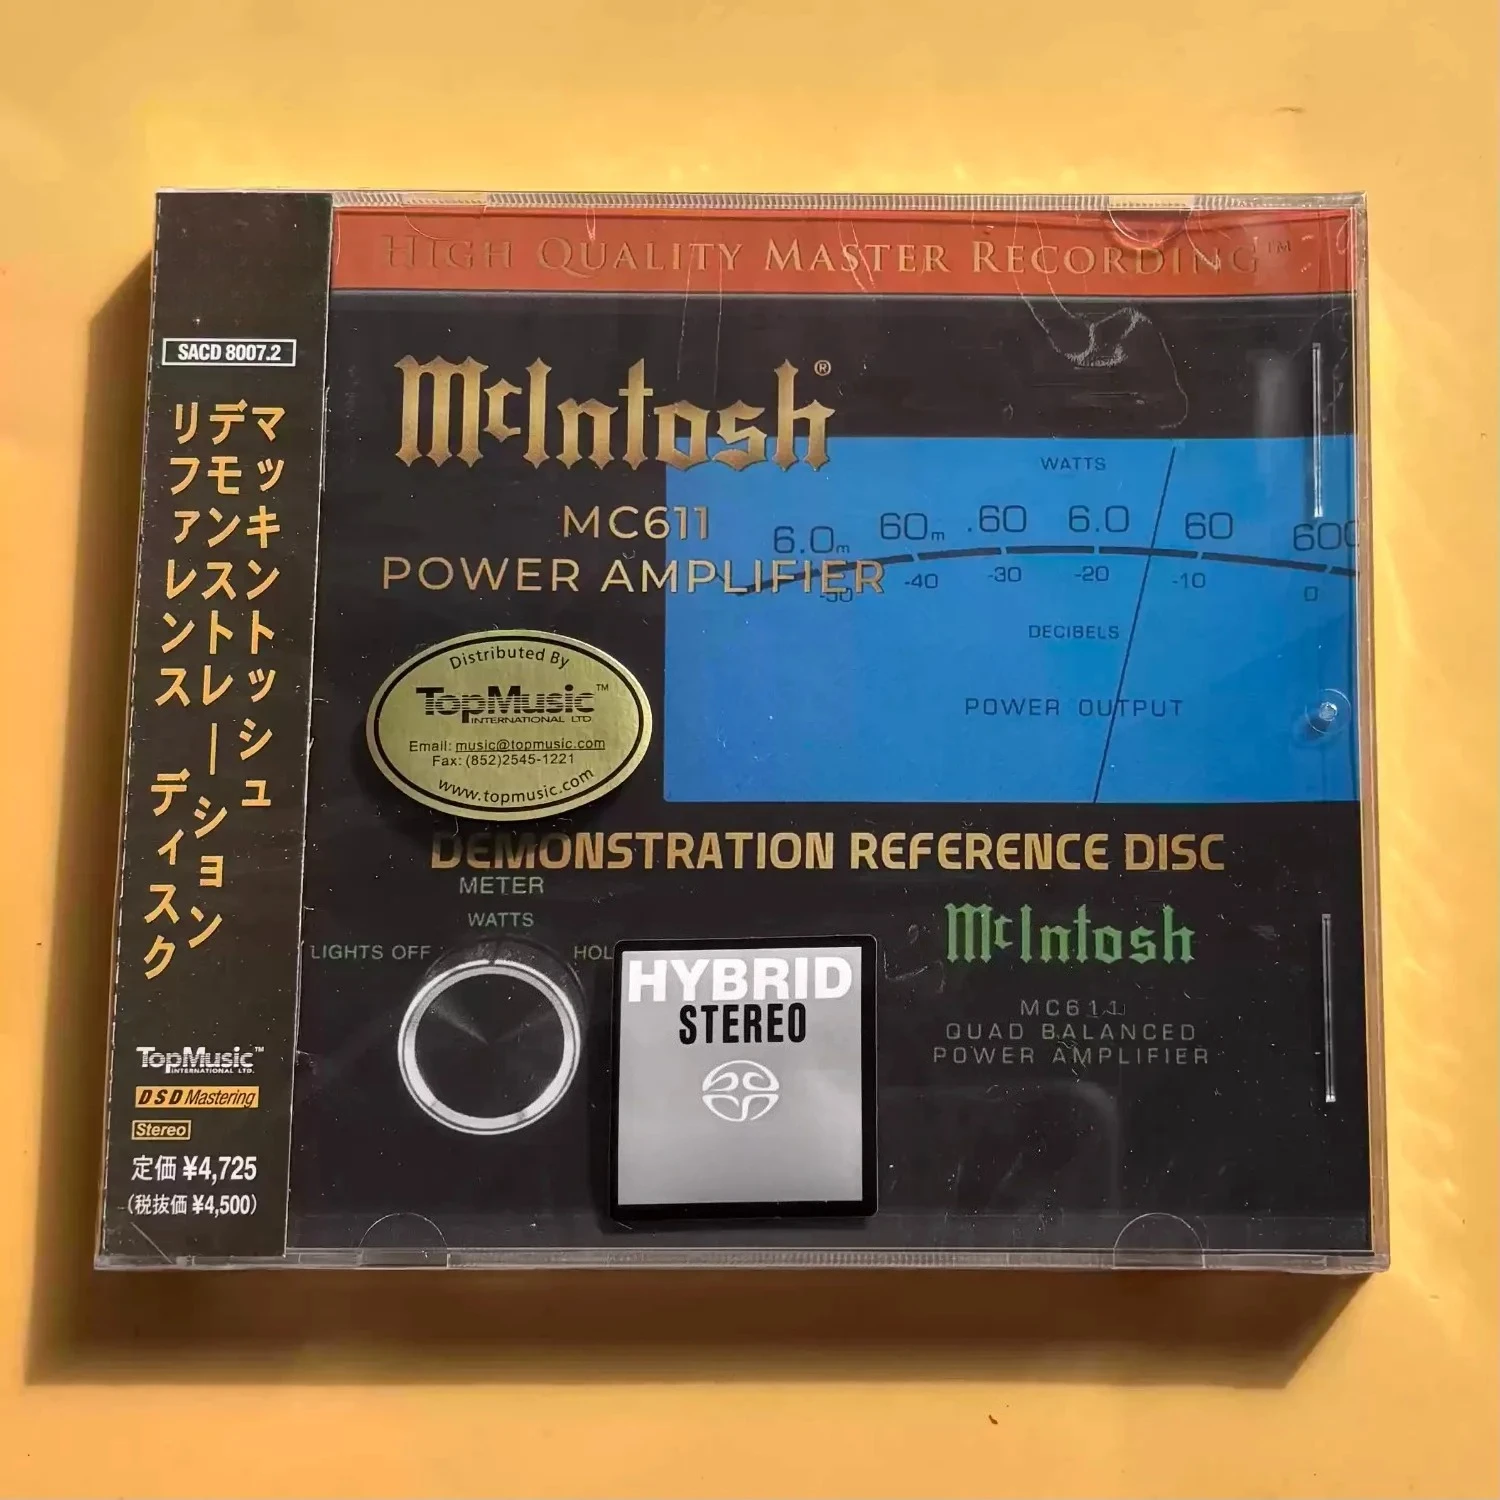 SACD 8007.2
マッキントッシュ
デモンストレーション
リファレンス ディスク
TopMusic™
INTERNATIONAL LTD.
DSD Mastering
Stereo
定価 ¥4,725
(税抜価 ¥4,500)
HIGH QUALITY MASTER RECORDING™
McIntosh®
MC611
POWER AMPLIFIER
WATTS
6.0m 60m .60 6.0 60 600
-50 -40 -30 -20 -10 0
DECIBELS
POWER OUTPUT
Distributed By
TopMusic™
INTERNATIONAL LTD
Email: music@topmusic.com
Fax: (852)2545-1221
www.topmusic.com
DEMONSTRATION REFERENCE DISC
METER
WATTS
LIGHTS OFF HOL
HYBRID
STEREO
McIntosh
MC611
QUAD BALANCED
POWER AMPLIFIER